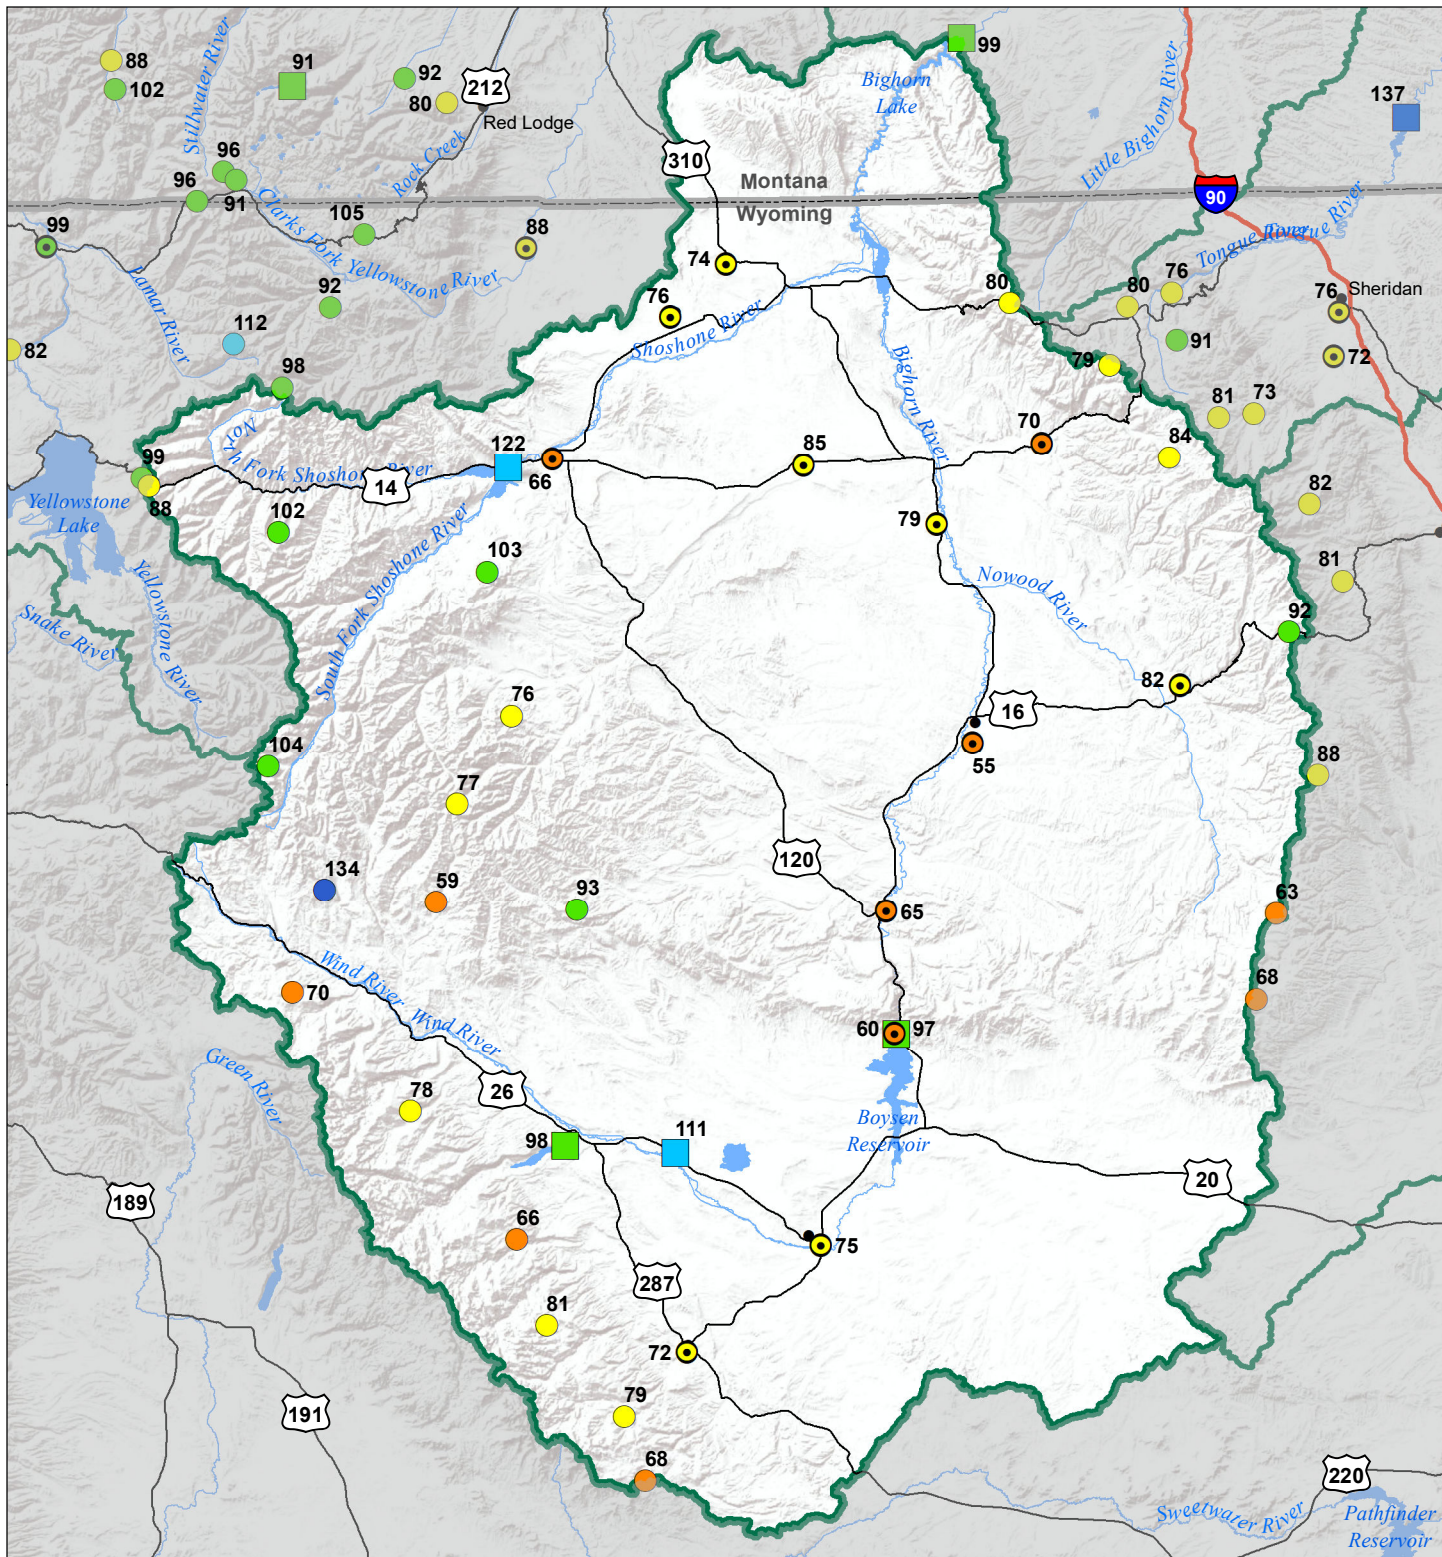 88
102
91
92
80
212
Red Lodge
Stillwater River
Rock Creek
99
Bighorn
Lake
137
Little Bighorn River
96
96
91
Clarks Fork Yellowstone River
105
88
99
310
Montana
Wyoming
90
Tongue River
Tongue River
Lamar River
92
112
82
98
74
76
Shoshone River
80
80
76
76
Sheridan
91
72
79
81
73
Bighorn River
North Fork Shoshone River
122
66
85
70
84
99
88
14
Yellowstone
Lake
102
79
82
103
South Fork Shoshone River
Nowood River
81
Yellowstone River
Snake River
92
76
82
16
104
55
88
77
120
134
59
93
65
63
Wind River
70
68
Wind River
60
97
Green River
78
26
Boysen
Reservoir
98
111
20
189
66
75
287
81
72
191
79
68
220
Sweetwater River
Pathfinder
Reservoir